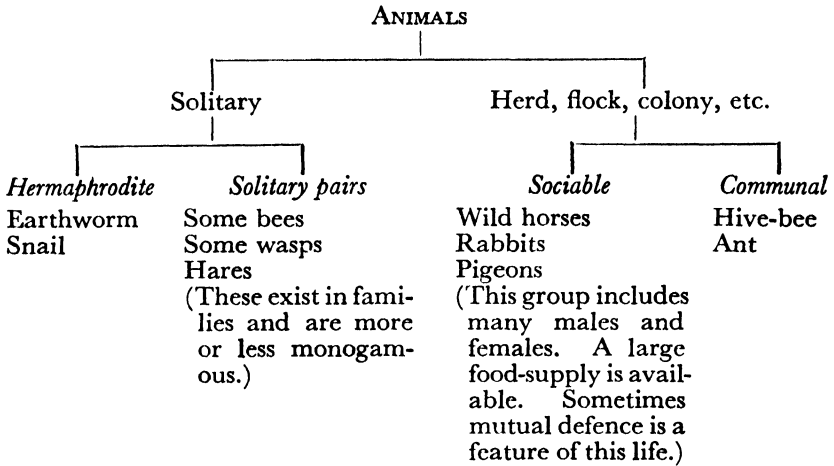 ANIMALS
Solitary
Herd, flock, colony, etc.
Hermaphrodite
Earthworm
Snail
Solitary pairs
Some bees
Some wasps
Hares
(These exist in fami-
lies and are more
or less monogam-
ous.)
Sociable
Wild horses
Rabbits
Pigeons
(This group includes
many males and
females. A large
food-supply is avail-
able. Sometimes
mutual defence is a
feature of this life.)
Communal
Hive-bee
Ant